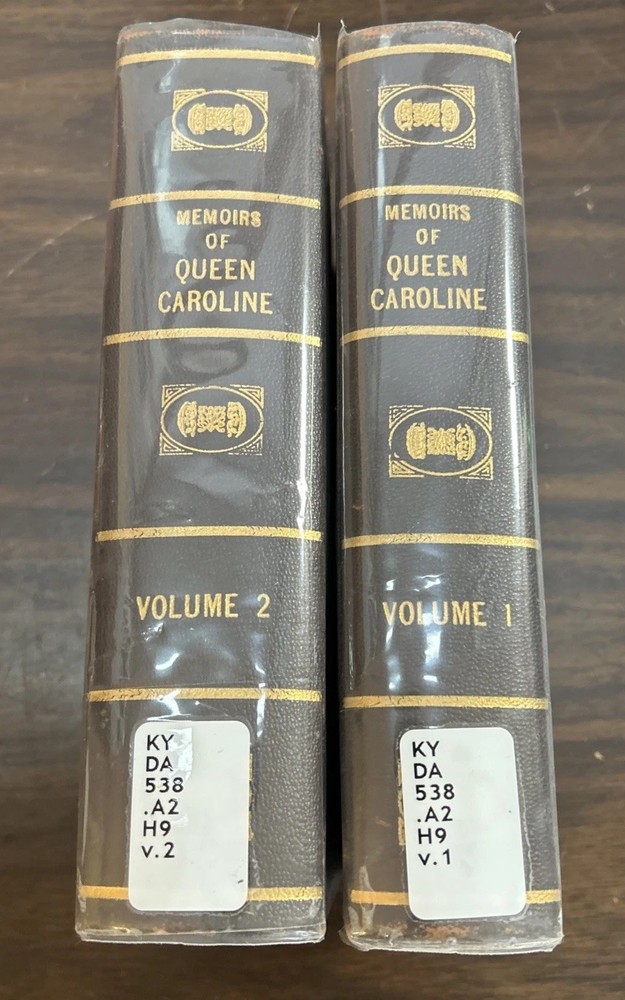 MEMOIRS
OF
QUEEN
CAROLINE
VOLUME 2
KY
DA
538
.A2
H9
v.2
MEMOIRS
OF
QUEEN
CAROLINE
VOLUME 1
KY
DA
538
.A2
H9
v.1